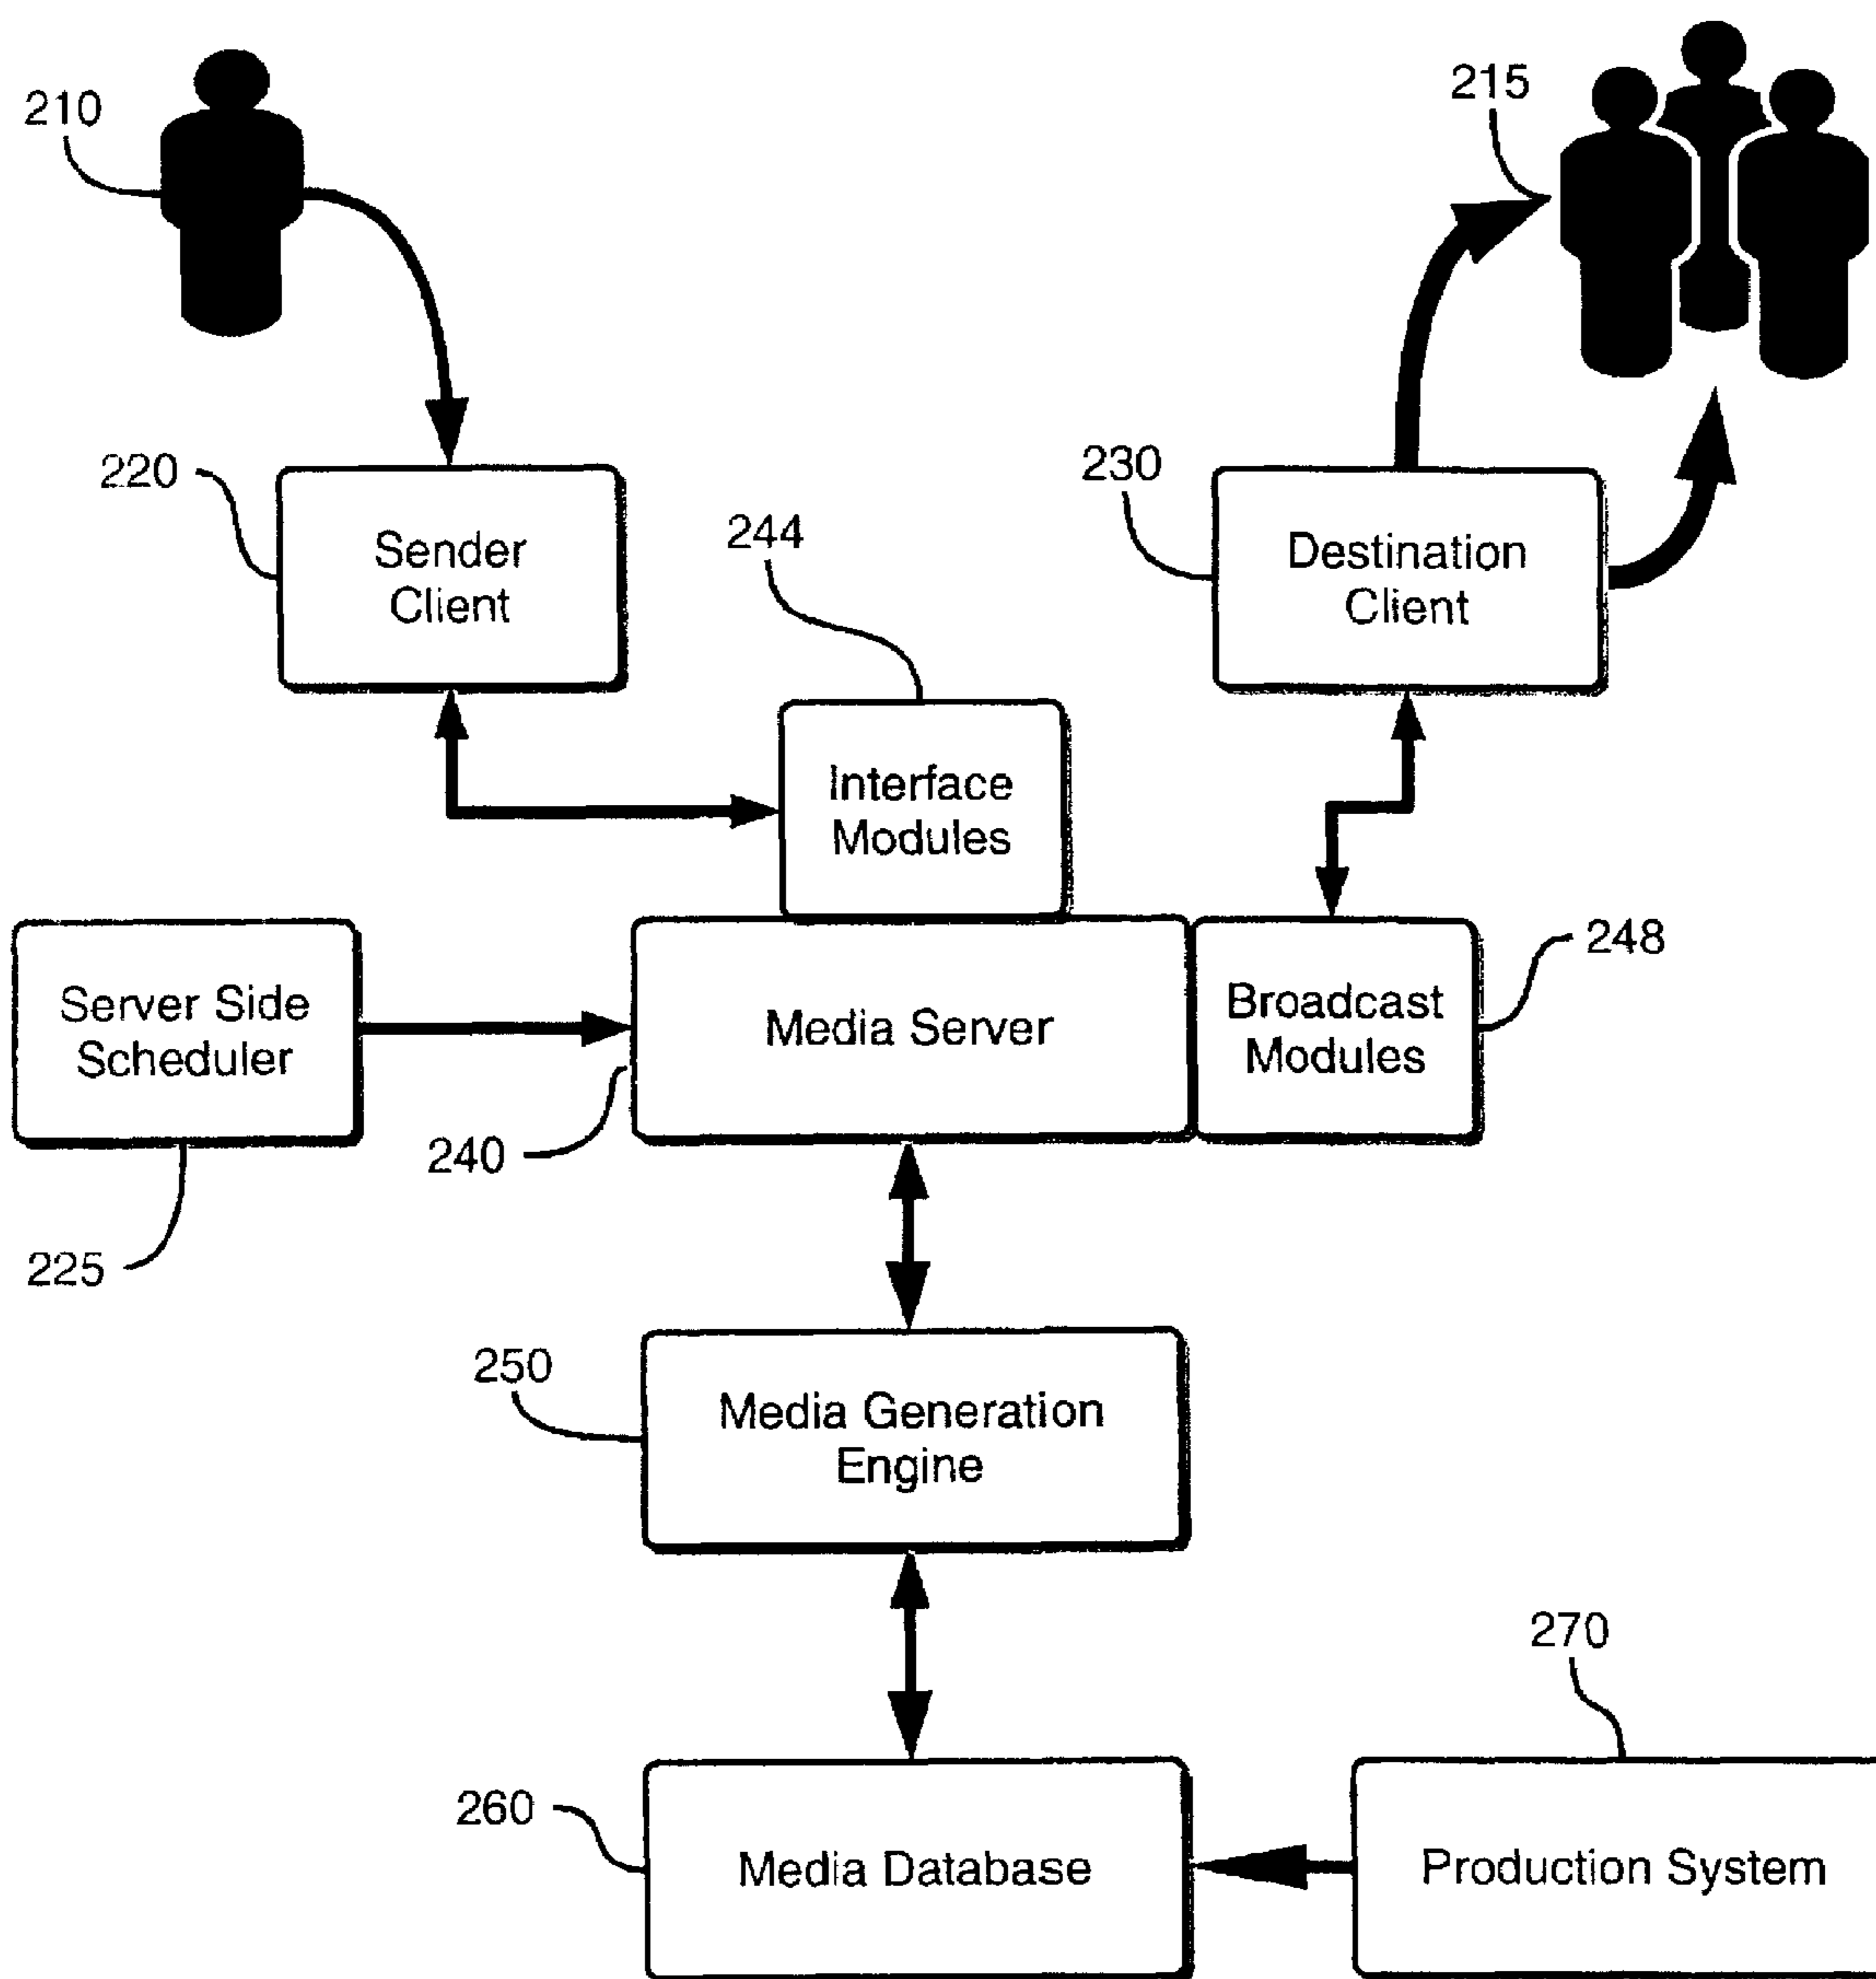 210
215
220
Sender
Client
230
Destination
Client
244
Interface
Modules
Server Side
Scheduler
225
Media Server
240
Broadcast
Modules
248
250
Media Generation
Engine
260
Media Database
270
Production System